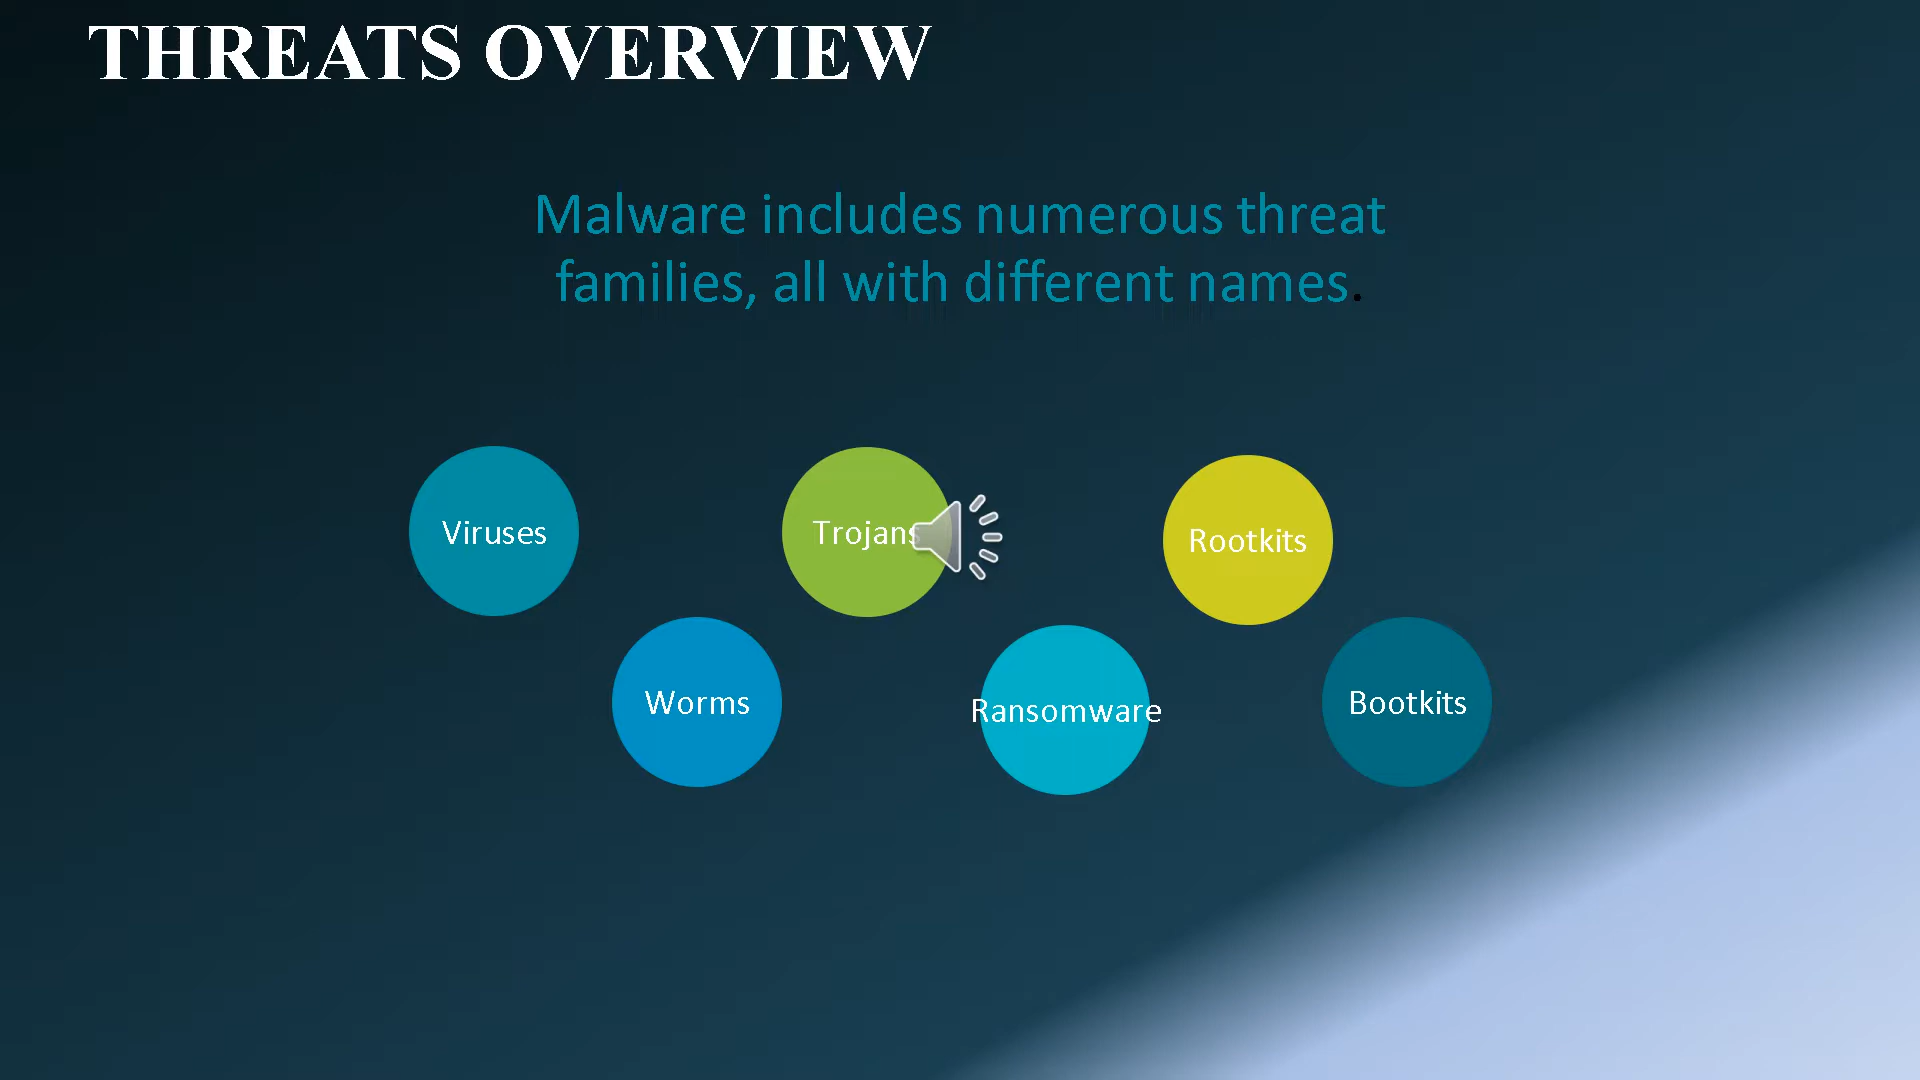 THREATS OVERVIEW
Malware includes numerous threat
families, all with different names.
Viruses
Trojans
Rootkits
Worms
Ransomware
Bootkits